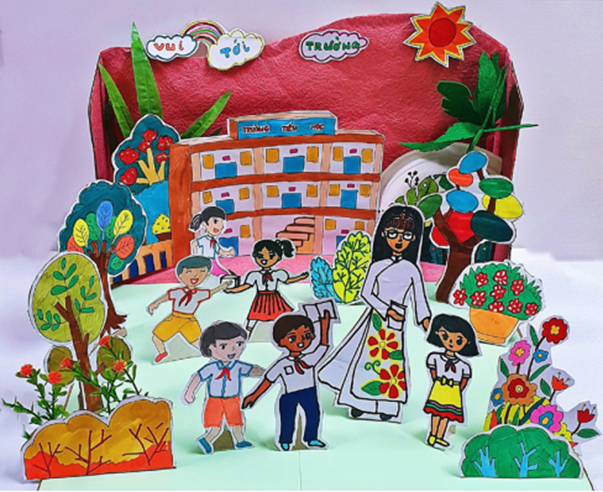 VUI
TỚI
TRƯỜNG
TRƯỜNG TIỂU HỌC